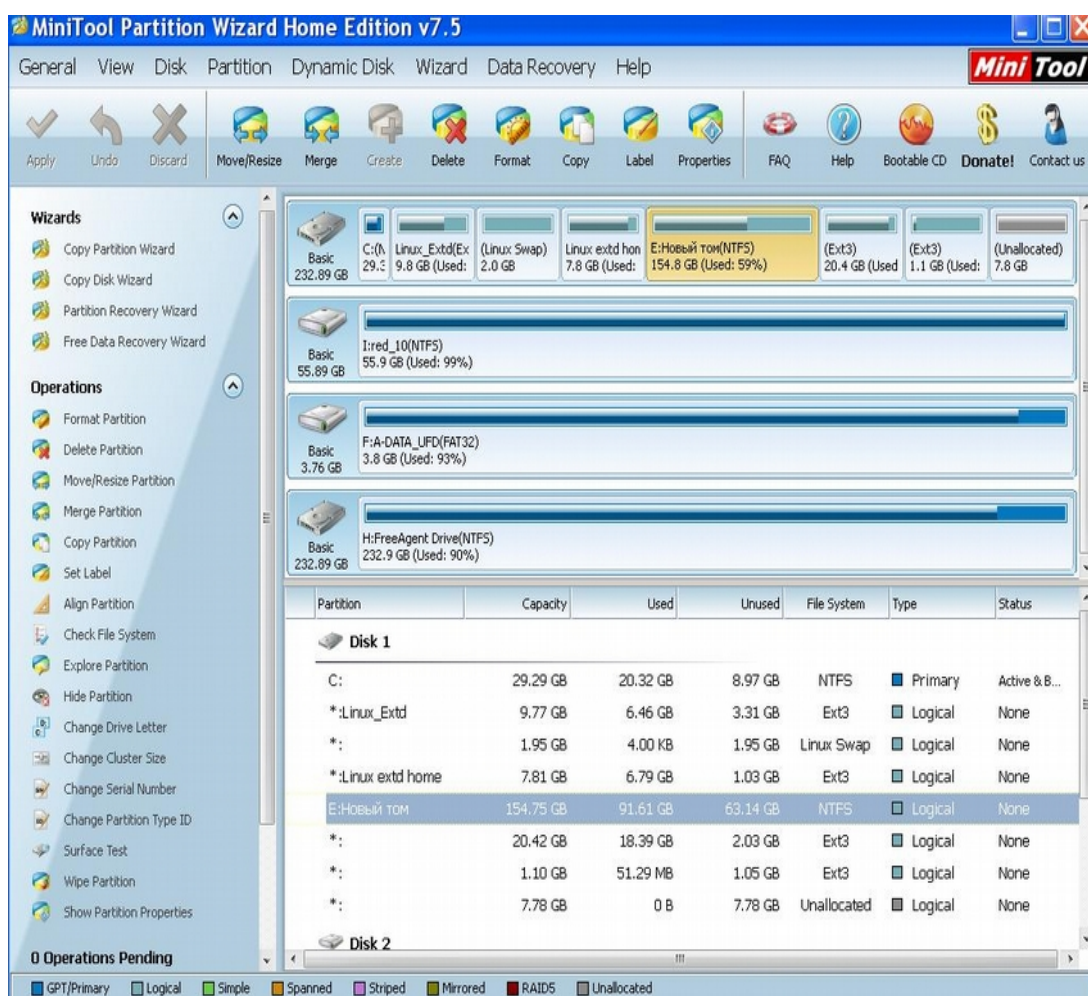 MiniTool Partition Wizard Home Edition v7.5
General View Disk Partition Dynamic Disk Wizard Data Recovery Help
Mini Tool
Apply Undo Discard Move/Resize Merge Create Delete Format Copy Label Properties FAQ Help Bootable CD Donate! Contact us
Wizards
Copy Partition Wizard
Copy Disk Wizard
Partition Recovery Wizard
Free Data Recovery Wizard
Operations
Format Partition
Delete Partition
Move/Resize Partition
Merge Partition
Copy Partition
Set Label
Align Partition
Check File System
Explore Partition
Hide Partition
Change Drive Letter
Change Cluster Size
Change Serial Number
Change Partition Type ID
Surface Test
Wipe Partition
Show Partition Properties
0 Operations Pending
Basic
232.89 GB
C:(N
29.3
Linux_Extd(Ex
9.8 GB (Used:
(Linux Swap)
2.0 GB
Linux extd hon
7.8 GB (Used:
E:Новый том(NTFS)
154.8 GB (Used: 59%)
(Ext3)
20.4 GB (Used
(Ext3)
1.1 GB (Used:
(Unallocated)
7.8 GB
Basic
55.89 GB
I:red_10(NTFS)
55.9 GB (Used: 99%)
Basic
3.76 GB
F:A-DATA_UFD(FAT32)
3.8 GB (Used: 93%)
Basic
232.89 GB
H:FreeAgent Drive(NTFS)
232.9 GB (Used: 90%)
Partition Capacity Used Unused File System Type Status
Disk 1
C: 29.29 GB 20.32 GB 8.97 GB NTFS Primary Active & B...
*:Linux_Extd 9.77 GB 6.46 GB 3.31 GB Ext3 Logical None
*: 1.95 GB 4.00 KB 1.95 GB Linux Swap Logical None
*:Linux extd home 7.81 GB 6.79 GB 1.03 GB Ext3 Logical None
E:Новый том 154.75 GB 91.61 GB 63.14 GB NTFS Logical None
*: 20.42 GB 18.39 GB 2.03 GB Ext3 Logical None
*: 1.10 GB 51.29 MB 1.05 GB Ext3 Logical None
*: 7.78 GB 0 B 7.78 GB Unallocated Logical None
Disk 2
GPT/Primary Logical Simple Spanned Striped Mirrored RAID5 Unallocated